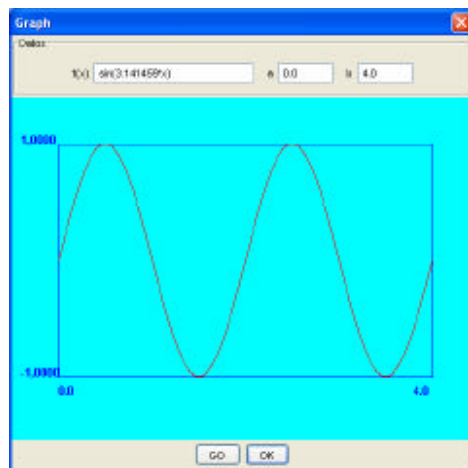 Graph
Datos
f(x) sin(3.141459*x) a 0.0 b 4.0
1,0000
-1,0000
0.0 4.0
GO OK